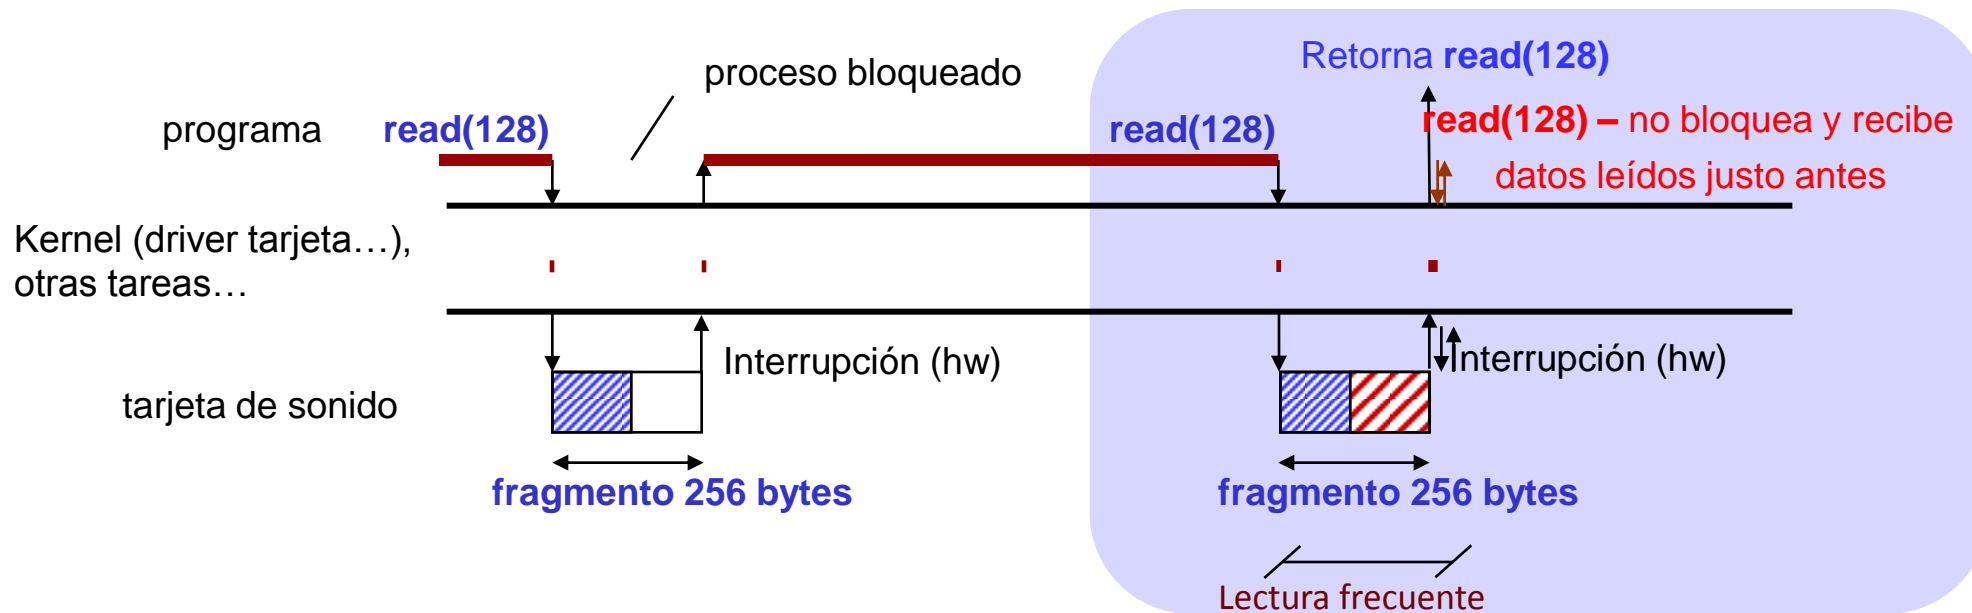 proceso bloqueado
Retorna read(128)
programa
read(128)
read(128)
read(128) – no bloquea y recibe
datos leídos justo antes
Kernel (driver tarjeta…),
otras tareas…
Interrupción (hw)
Interrupción (hw)
tarjeta de sonido
fragmento 256 bytes
fragmento 256 bytes
Lectura frecuente